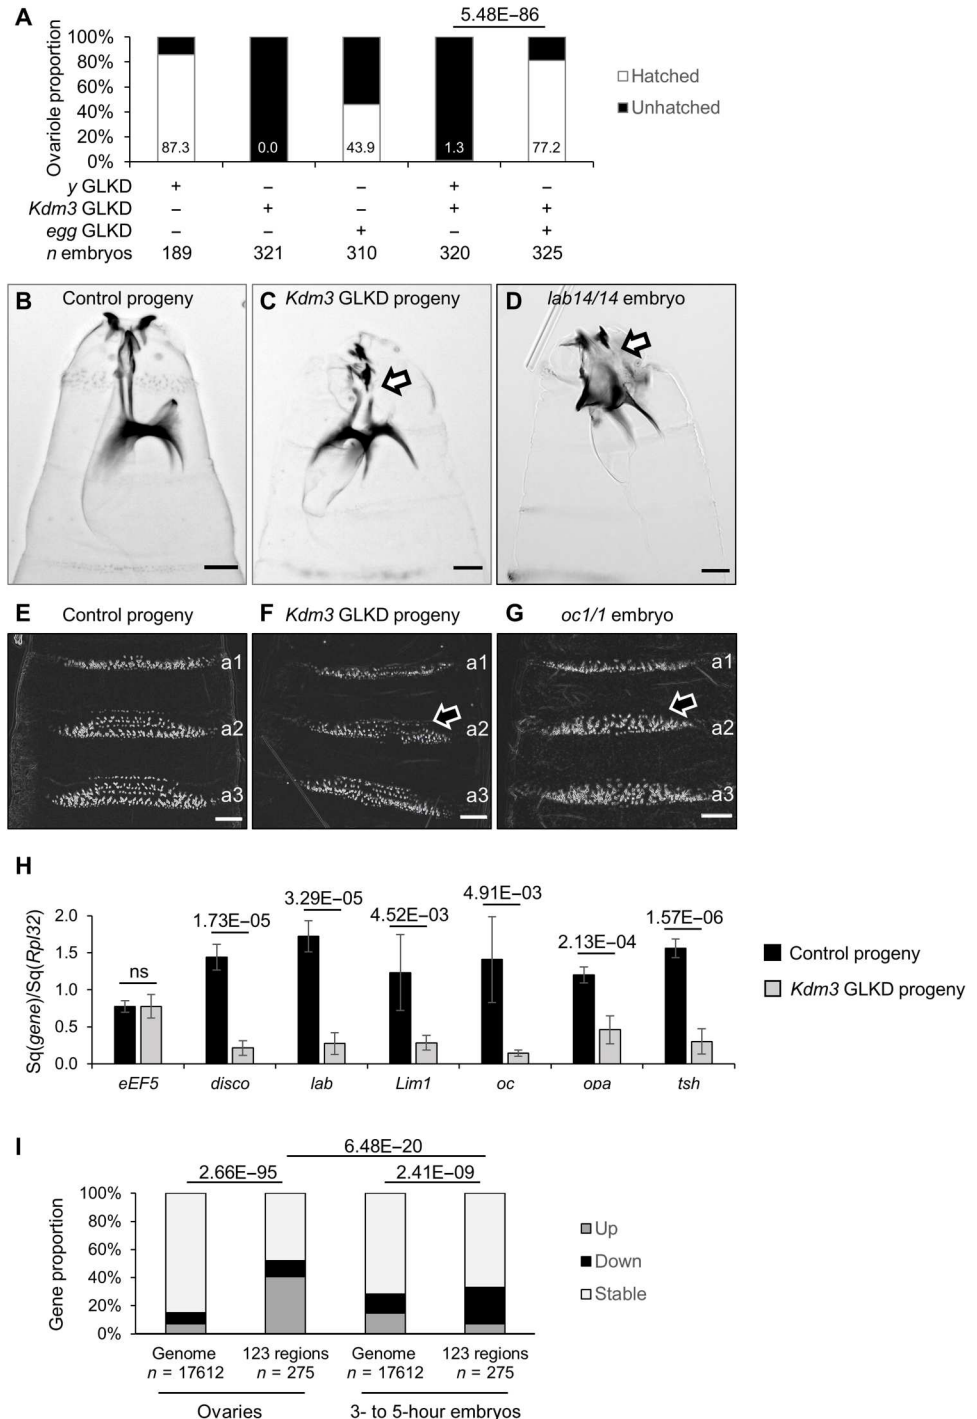 A
5.48E–86
Ovariole proportion
100%
80%
60%
40%
20%
0%
87.3
0.0
43.9
1.3
77.2
Hatched
Unhatched
y GLKD + – – + –
Kdm3 GLKD – + – + +
egg GLKD – – + – +
n embryos 189 321 310 320 325
B Control progeny
C Kdm3 GLKD progeny
D lab14/14 embryo
E Control progeny
a1
a2
a3
F Kdm3 GLKD progeny
a1
a2
a3
G oc1/1 embryo
a1
a2
a3
H
Sq(gene)/Sq(Rpl32)
2.0
1.5
1.0
0.5
0.0
ns
1.73E–05
3.29E–05
4.52E–03
4.91E–03
2.13E–04
1.57E–06
eEF5 disco lab Lim1 oc opa tsh
Control progeny
Kdm3 GLKD progeny
I
6.48E–20
2.66E–95
2.41E–09
Gene proportion
100%
80%
60%
40%
20%
0%
Up
Down
Stable
Genome 123 regions Genome 123 regions
n = 17612 n = 275 n = 17612 n = 275
Ovaries 3- to 5-hour embryos